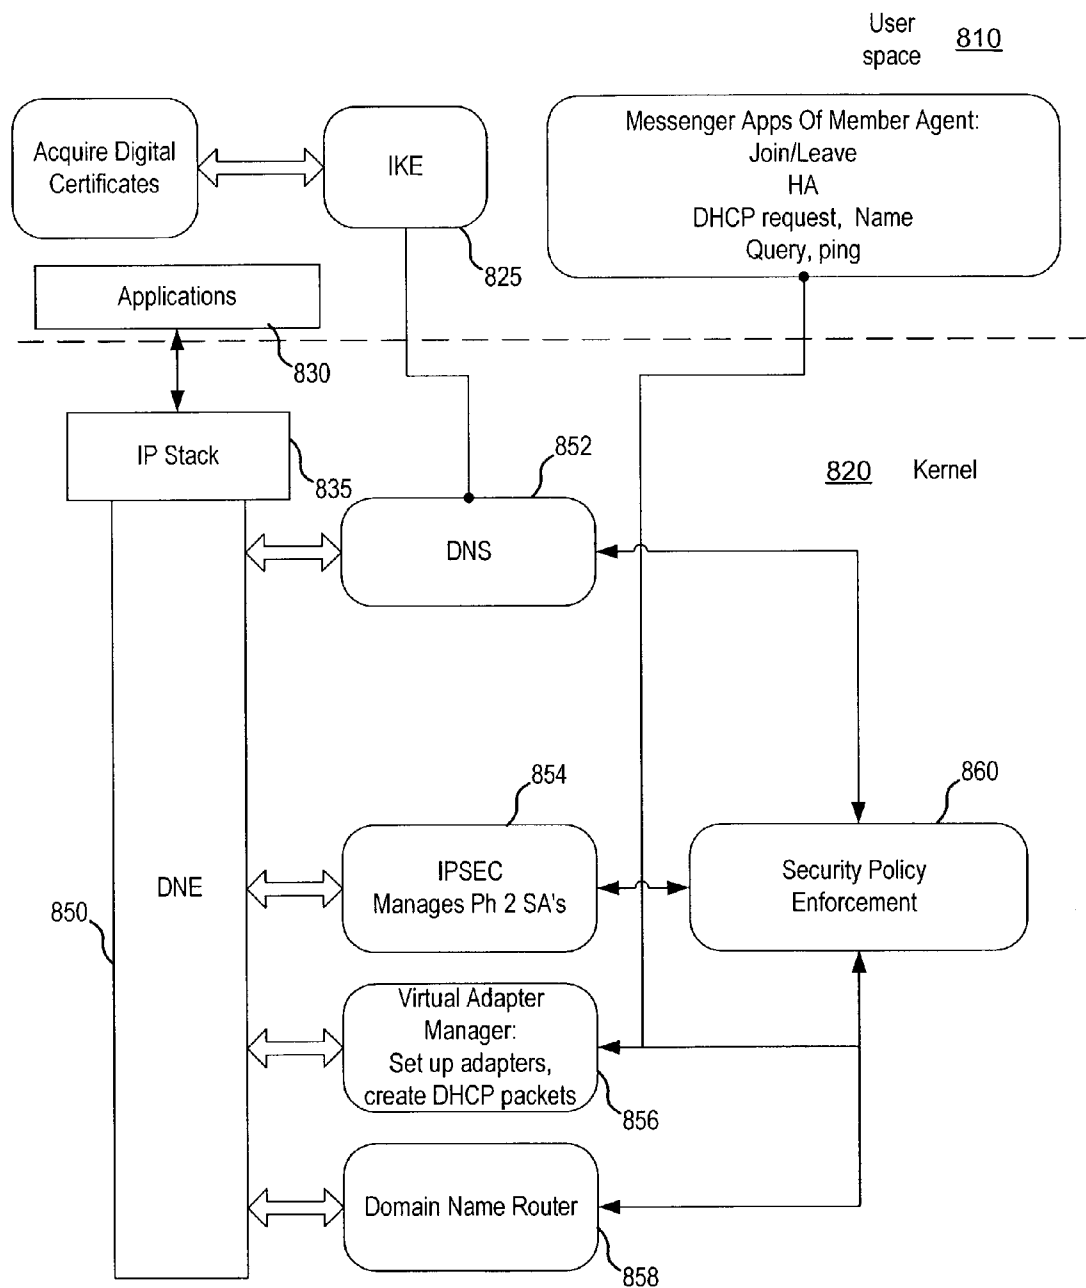 User
space
810
Acquire Digital
Certificates
IKE
825
Messenger Apps Of Member Agent:
Join/Leave
HA
DHCP request, Name
Query, ping
Applications
830
IP Stack
835
852
820
Kernel
DNS
854
860
DNE
850
IPSEC
Manages Ph 2 SA's
Security Policy
Enforcement
Virtual Adapter
Manager:
Set up adapters,
create DHCP packets
856
Domain Name Router
858